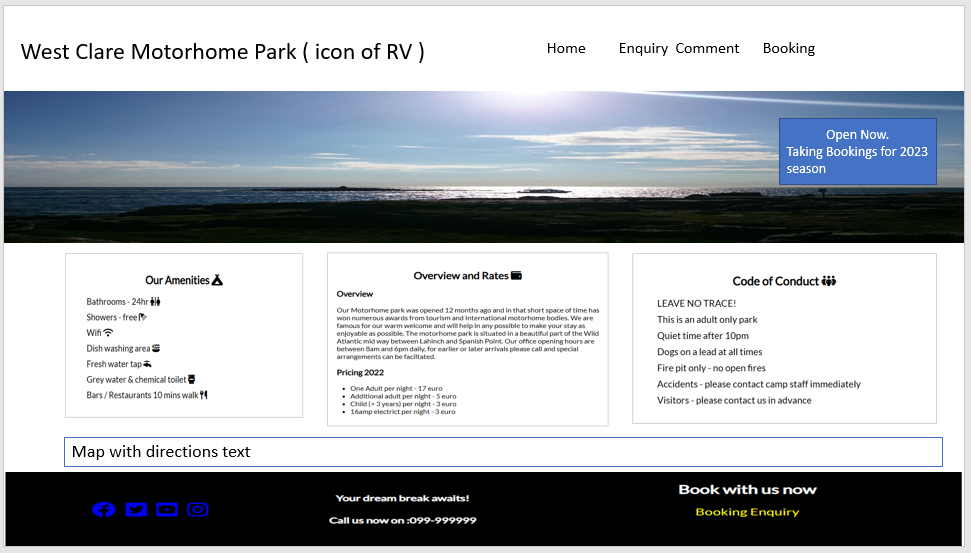 West Clare Motorhome Park ( icon of RV )
Home Enquiry Comment Booking
Open Now.
Taking Bookings for 2023
season
Our Amenities
Bathrooms - 24hr
Showers - free
Wifi
Dish washing area
Fresh water tap
Grey water & chemical toilet
Bars / Restaurants 10 mins walk
Overview and Rates
Overview
Our Motorhome park was opened 12 months ago and in that short space of time has
won numerous awards from tourism and International motorhome bodies. We are
famous for our warm welcome and will help in any possible to make your stay as
enjoyable as possible. The motorhome park is situated in a beautiful part of the Wild
Atlantic mid way between Lahinch and Spanish Point. Our office opening hours are
between 8am and 6pm daily, for earlier or later arrivals please call and special
arrangements can be facilitated.
Pricing 2022
One Adult per night - 17 euro
Additional adult per night - 5 euro
Child (> 3 years) per night - 3 euro
16amp electrict per night - 3 euro
Code of Conduct
LEAVE NO TRACE!
This is an adult only park
Quiet time after 10pm
Dogs on a lead at all times
Fire pit only - no open fires
Accidents - please contact camp staff immediately
Visitors - please contact us in advance
Map with directions text
Your dream break awaits!
Call us now on :099-999999
Book with us now
Booking Enquiry